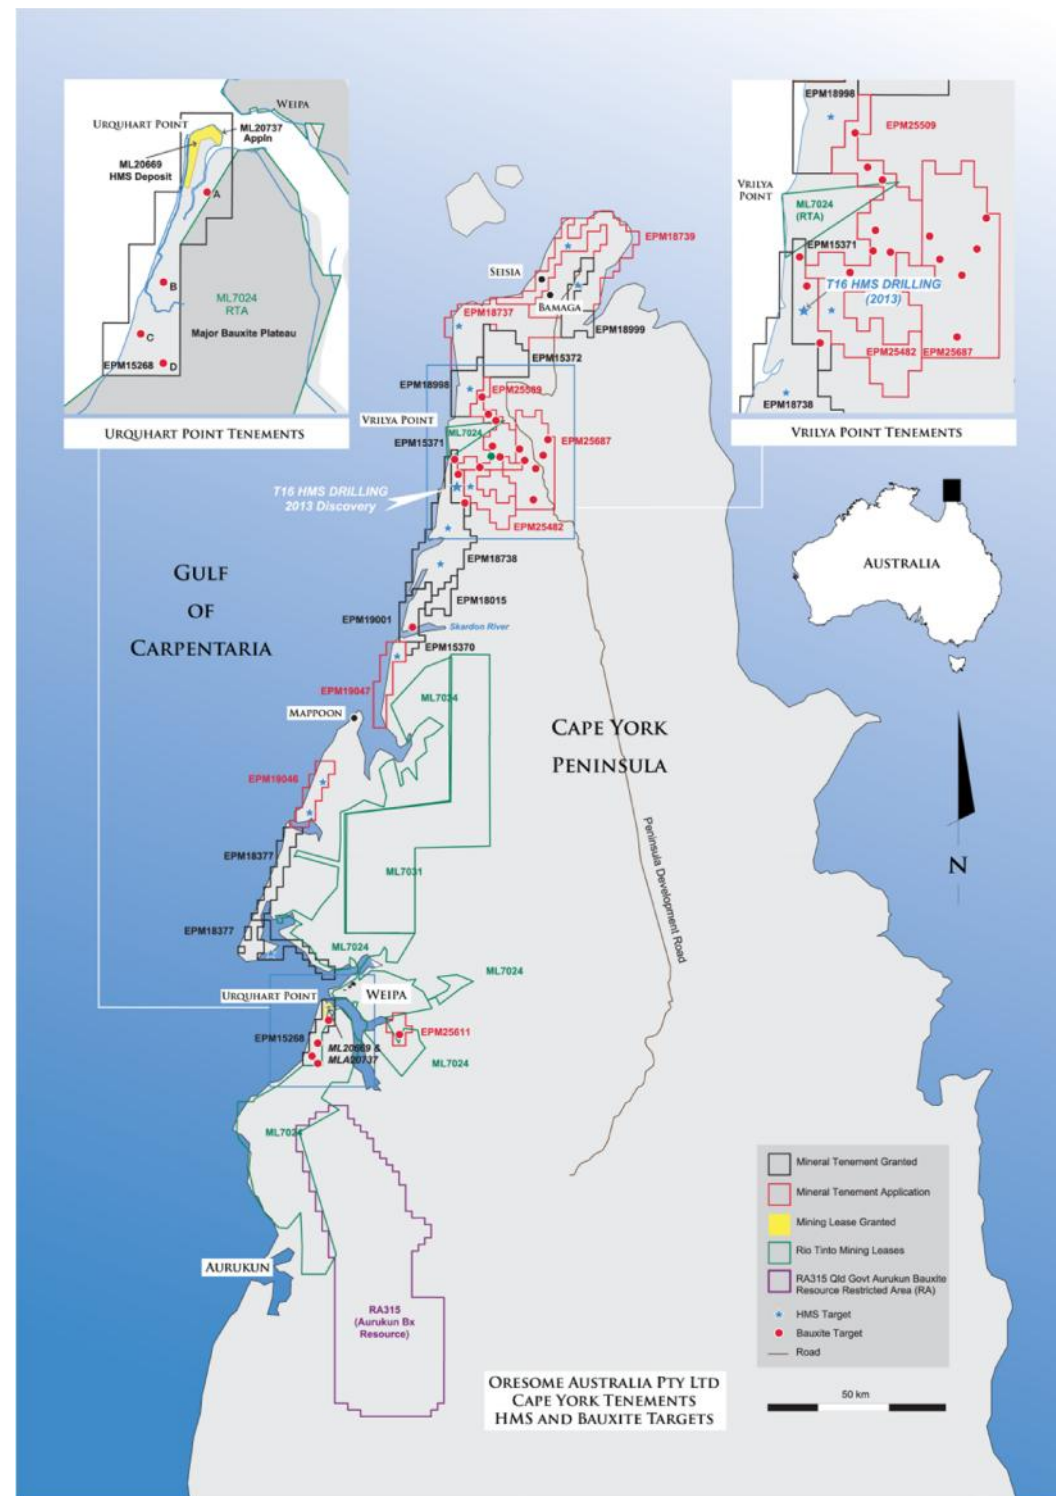 WEIPA
URQUHART POINT
ML20737
Appln
ML20669
HMS Deposit
A
B
C
D
ML7024
RTA
Major Bauxite Plateau
EPM15268
URQUHART POINT TENEMENTS
EPM18998
EPM25509
VRILYA
POINT
ML7024
(RTA)
EPM15371
T16 HMS DRILLING
(2013)
EPM25482
EPM25687
EPM18738
VRILYA POINT TENEMENTS
EPM18739
SEISIA
BAMAGA
EPM18737
EPM18999
EPM15372
EPM18998
EPM25509
VRILYA POINT
ML7024
EPM15371
EPM25687
T16 HMS DRILLING
2013 Discovery
EPM25482
AUSTRALIA
GULF
OF
CARPENTARIA
EPM18738
EPM18015
EPM19001
Skardon River
EPM15370
EPM19047
ML7024
MAPPOON
CAPE YORK
PENINSULA
EPM19046
Peninsula Development Road
N
EPM18377
ML7031
EPM18377
ML7024
ML7024
URQUHART POINT
WEIPA
EPM15268
ML20669 &
MLA20737
EPM25611
ML7024
ML7024
AURUKUN
RA315
(Aurukun Bx
Resource)
Mineral Tenement Granted
Mineral Tenement Application
Mining Lease Granted
Rio Tinto Mining Leases
RA315 Qld Govt Aurukun Bauxite
Resource Restricted Area (RA)
HMS Target
Bauxite Target
Road
50 km
ORESOME AUSTRALIA PTY LTD
CAPE YORK TENEMENTS
HMS AND BAUXITE TARGETS